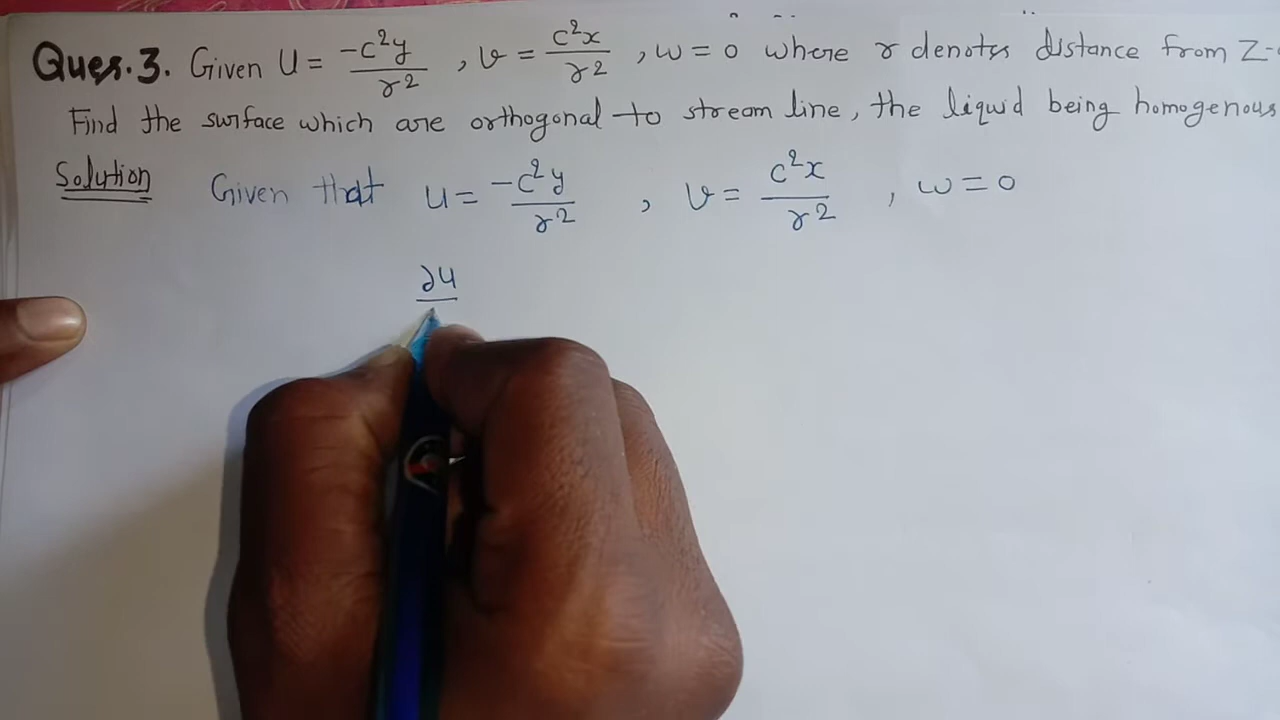 Ques.3. Given U = -c²y/r² , v = c²x/r² , w = 0 where r denotes distance from Z-
Find the surface which are orthogonal to stream line, the liquid being homogenous
Solution Given that u = -c²y/r² , v = c²x/r² , w = 0
∂u